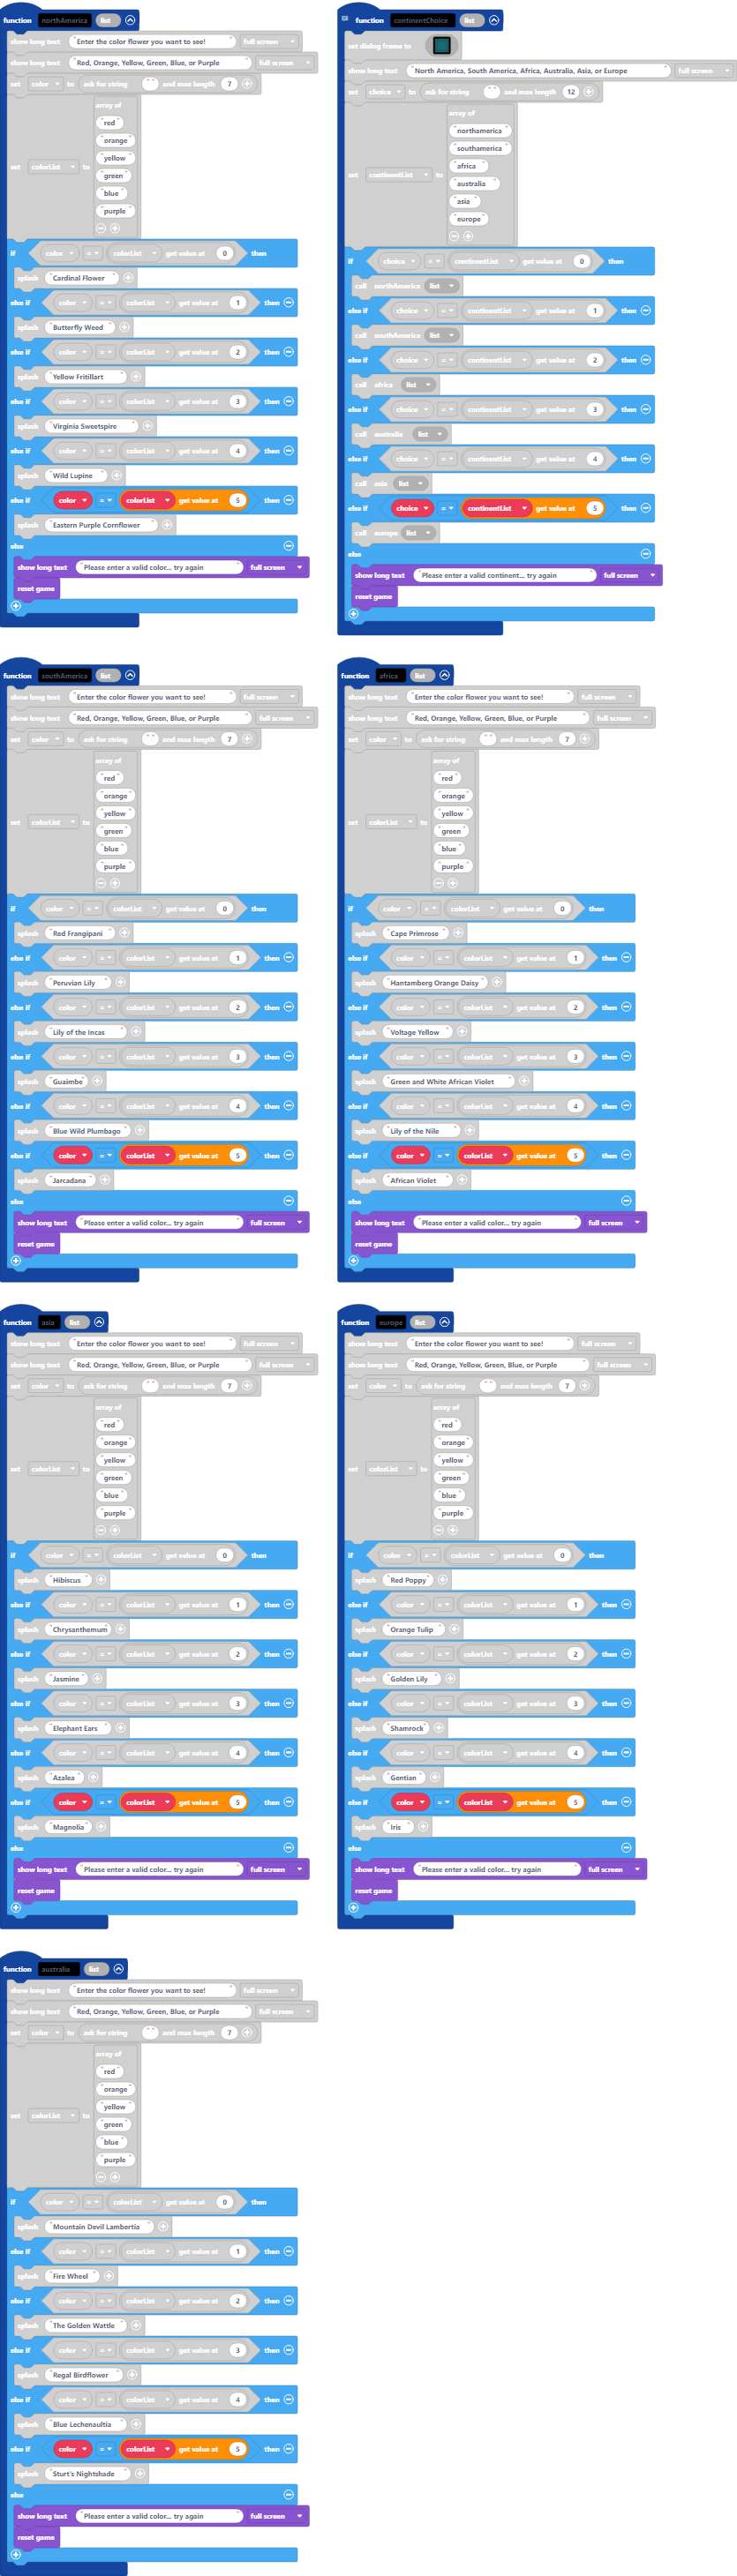 function northAmerica list
show long text "Enter the color flower you want to see!" full screen
show long text "Red, Orange, Yellow, Green, Blue, or Purple" full screen
set color to ask for string "" and max length 7
array of
"red"
"orange"
"yellow"
set colorList to
"green"
"blue"
"purple"
if color = colorList get value at 0 then
splash "Cardinal Flower"
else if color = colorList get value at 1 then
splash "Butterfly Weed"
else if color = colorList get value at 2 then
splash "Yellow Fritillart"
else if color = colorList get value at 3 then
splash "Virginia Sweetspire"
else if color = colorList get value at 4 then
splash "Wild Lupine"
else if color = colorList get value at 5 then
splash "Eastern Purple Cornflower"
else
show long text "Please enter a valid color... try again" full screen
reset game
function continentChoice list
set dialog frame to
show long text "North America, South America, Africa, Australia, Asia, or Europe" full screen
set choice to ask for string "" and max length 12
array of
"northamerica"
"southamerica"
"africa"
set continentList to
"australia"
"asia"
"europe"
if choice = continentList get value at 0 then
call northAmerica list
else if choice = continentList get value at 1 then
call southAmerica list
else if choice = continentList get value at 2 then
call africa list
else if choice = continentList get value at 3 then
call australia list
else if choice = continentList get value at 4 then
call asia list
else if choice = continentList get value at 5 then
call europe list
else
show long text "Please enter a valid continent... try again" full screen
reset game
function southAmerica list
show long text "Enter the color flower you want to see!" full screen
show long text "Red, Orange, Yellow, Green, Blue, or Purple" full screen
set color to ask for string "" and max length 7
array of
"red"
"orange"
"yellow"
set colorList to
"green"
"blue"
"purple"
if color = colorList get value at 0 then
splash "Red Frangipani"
else if color = colorList get value at 1 then
splash "Peruvian Lily"
else if color = colorList get value at 2 then
splash "Lily of the Incas"
else if color = colorList get value at 3 then
splash "Guaimbe"
else if color = colorList get value at 4 then
splash "Blue Wild Plumbago"
else if color = colorList get value at 5 then
splash "Jarcadana"
else
show long text "Please enter a valid color... try again" full screen
reset game
function africa list
show long text "Enter the color flower you want to see!" full screen
show long text "Red, Orange, Yellow, Green, Blue, or Purple" full screen
set color to ask for string "" and max length 7
array of
"red"
"orange"
"yellow"
set colorList to
"green"
"blue"
"purple"
if color = colorList get value at 0 then
splash "Cape Primrose"
else if color = colorList get value at 1 then
splash "Hantamberg Orange Daisy"
else if color = colorList get value at 2 then
splash "Voltage Yellow"
else if color = colorList get value at 3 then
splash "Green and White African Violet"
else if color = colorList get value at 4 then
splash "Lily of the Nile"
else if color = colorList get value at 5 then
splash "African Violet"
else
show long text "Please enter a valid color... try again" full screen
reset game
function asia list
show long text "Enter the color flower you want to see!" full screen
show long text "Red, Orange, Yellow, Green, Blue, or Purple" full screen
set color to ask for string "" and max length 7
array of
"red"
"orange"
"yellow"
set colorList to
"green"
"blue"
"purple"
if color = colorList get value at 0 then
splash "Hibiscus"
else if color = colorList get value at 1 then
splash "Chrysanthemum"
else if color = colorList get value at 2 then
splash "Jasmine"
else if color = colorList get value at 3 then
splash "Elephant Ears"
else if color = colorList get value at 4 then
splash "Azalea"
else if color = colorList get value at 5 then
splash "Magnolia"
else
show long text "Please enter a valid color... try again" full screen
reset game
function europe list
show long text "Enter the color flower you want to see!" full screen
show long text "Red, Orange, Yellow, Green, Blue, or Purple" full screen
set color to ask for string "" and max length 7
array of
"red"
"orange"
"yellow"
set colorList to
"green"
"blue"
"purple"
if color = colorList get value at 0 then
splash "Red Poppy"
else if color = colorList get value at 1 then
splash "Orange Tulip"
else if color = colorList get value at 2 then
splash "Golden Lily"
else if color = colorList get value at 3 then
splash "Shamrock"
else if color = colorList get value at 4 then
splash "Gentian"
else if color = colorList get value at 5 then
splash "Iris"
else
show long text "Please enter a valid color... try again" full screen
reset game
function australia list
show long text "Enter the color flower you want to see!" full screen
show long text "Red, Orange, Yellow, Green, Blue, or Purple" full screen
set color to ask for string "" and max length 7
array of
"red"
"orange"
"yellow"
set colorList to
"green"
"blue"
"purple"
if color = colorList get value at 0 then
splash "Mountain Devil Lambertia"
else if color = colorList get value at 1 then
splash "Fire Wheel"
else if color = colorList get value at 2 then
splash "The Golden Wattle"
else if color = colorList get value at 3 then
splash "Regal Birdflower"
else if color = colorList get value at 4 then
splash "Blue Lechenaultia"
else if color = colorList get value at 5 then
splash "Sturt's Nightshade"
else
show long text "Please enter a valid color... try again" full screen
reset game